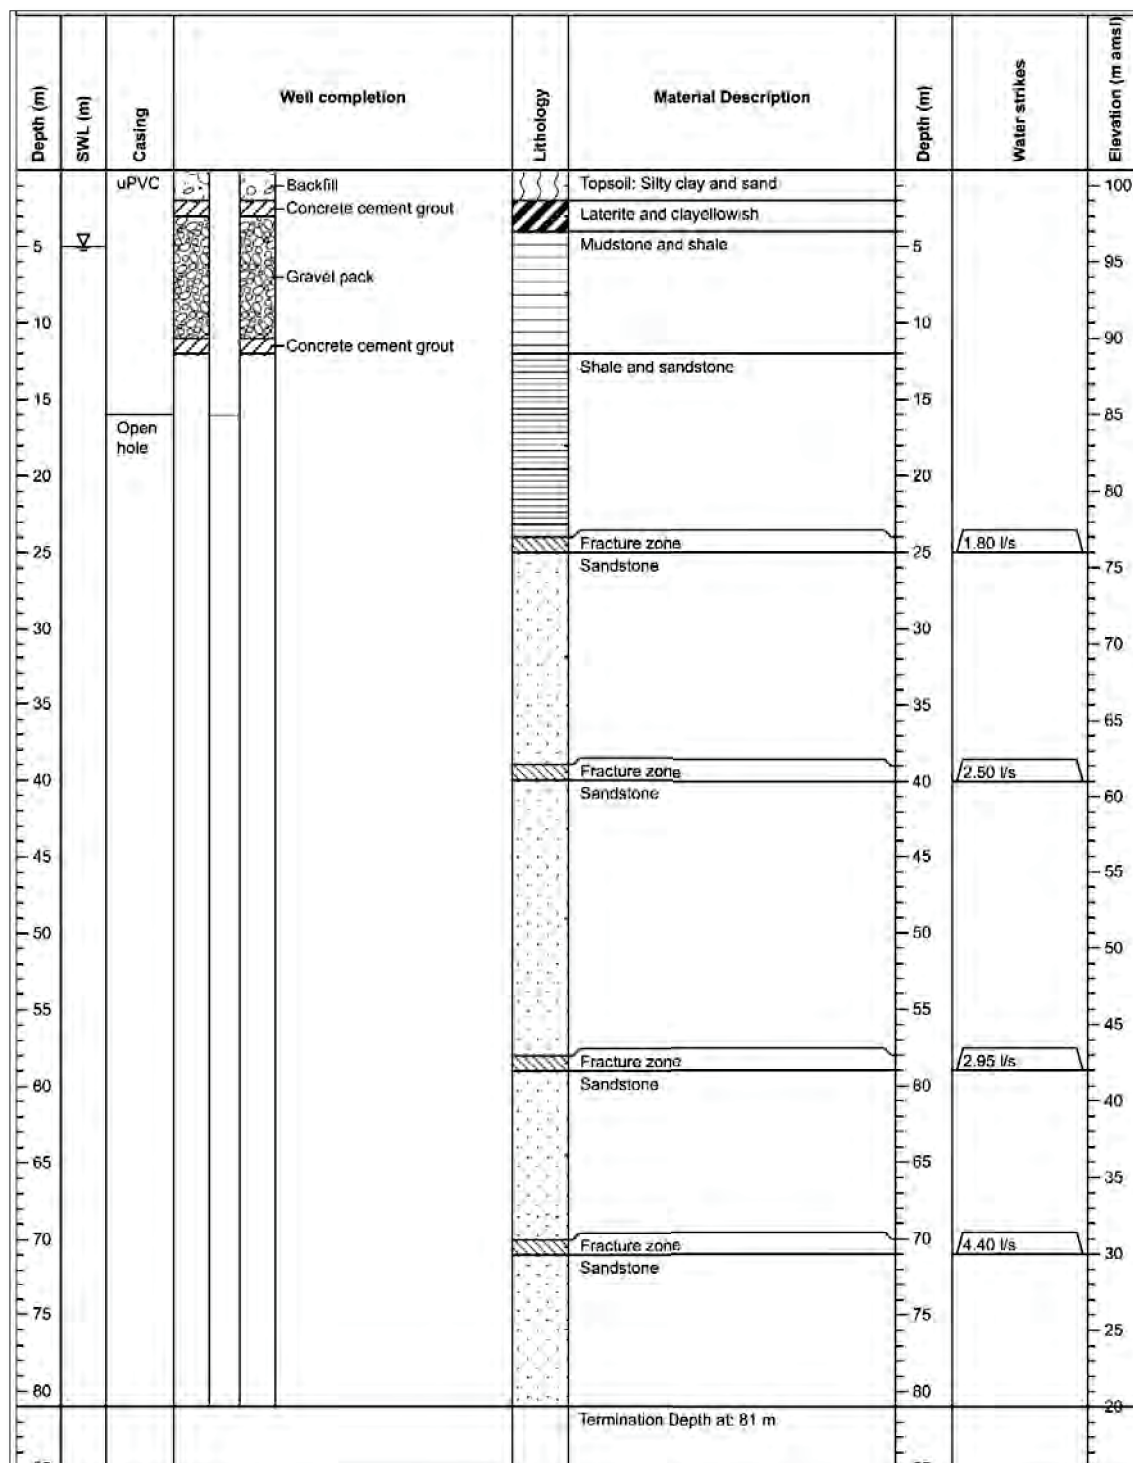 Depth (m)
SWL (m)
Casing
Well completion
Lithology
Material Description
Depth (m)
Water strikes
Elevation (m amsl)
uPVC
Backfill
Topsoil: Silty clay and sand
100
Concrete cement grout
Laterite and clayellowish
5
Mudstone and shale
5
95
Gravel pack
10
10
90
Concrete cement grout
Shale and sandstone
15
15
85
Open
hole
20
20
80
Fracture zone
1.80 l/s
25
Sandstone
25
75
30
30
70
35
35
65
Fracture zone
2.50 l/s
40
Sandstone
40
60
45
45
55
50
50
50
55
55
45
Fracture zone
2.95 l/s
60
Sandstone
60
40
65
65
35
70
Fracture zone
70
4.40 l/s
30
Sandstone
75
75
25
80
80
20
Termination Depth at: 81 m